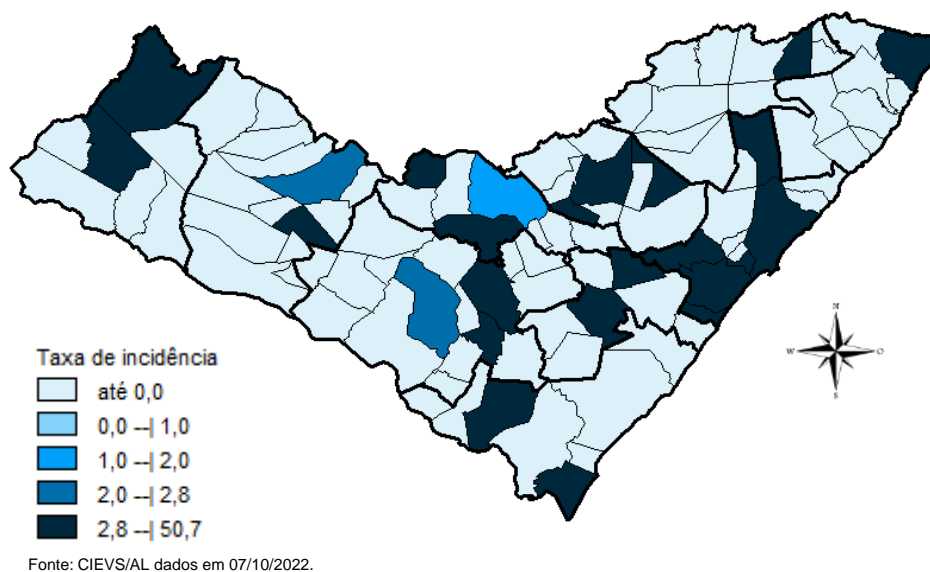 N
W
O
S
Taxa de incidência
até 0,0
0,0 --| 1,0
1,0 --| 2,0
2,0 --| 2,8
2,8 --| 50,7
Fonte: CIEVS/AL dados em 07/10/2022.